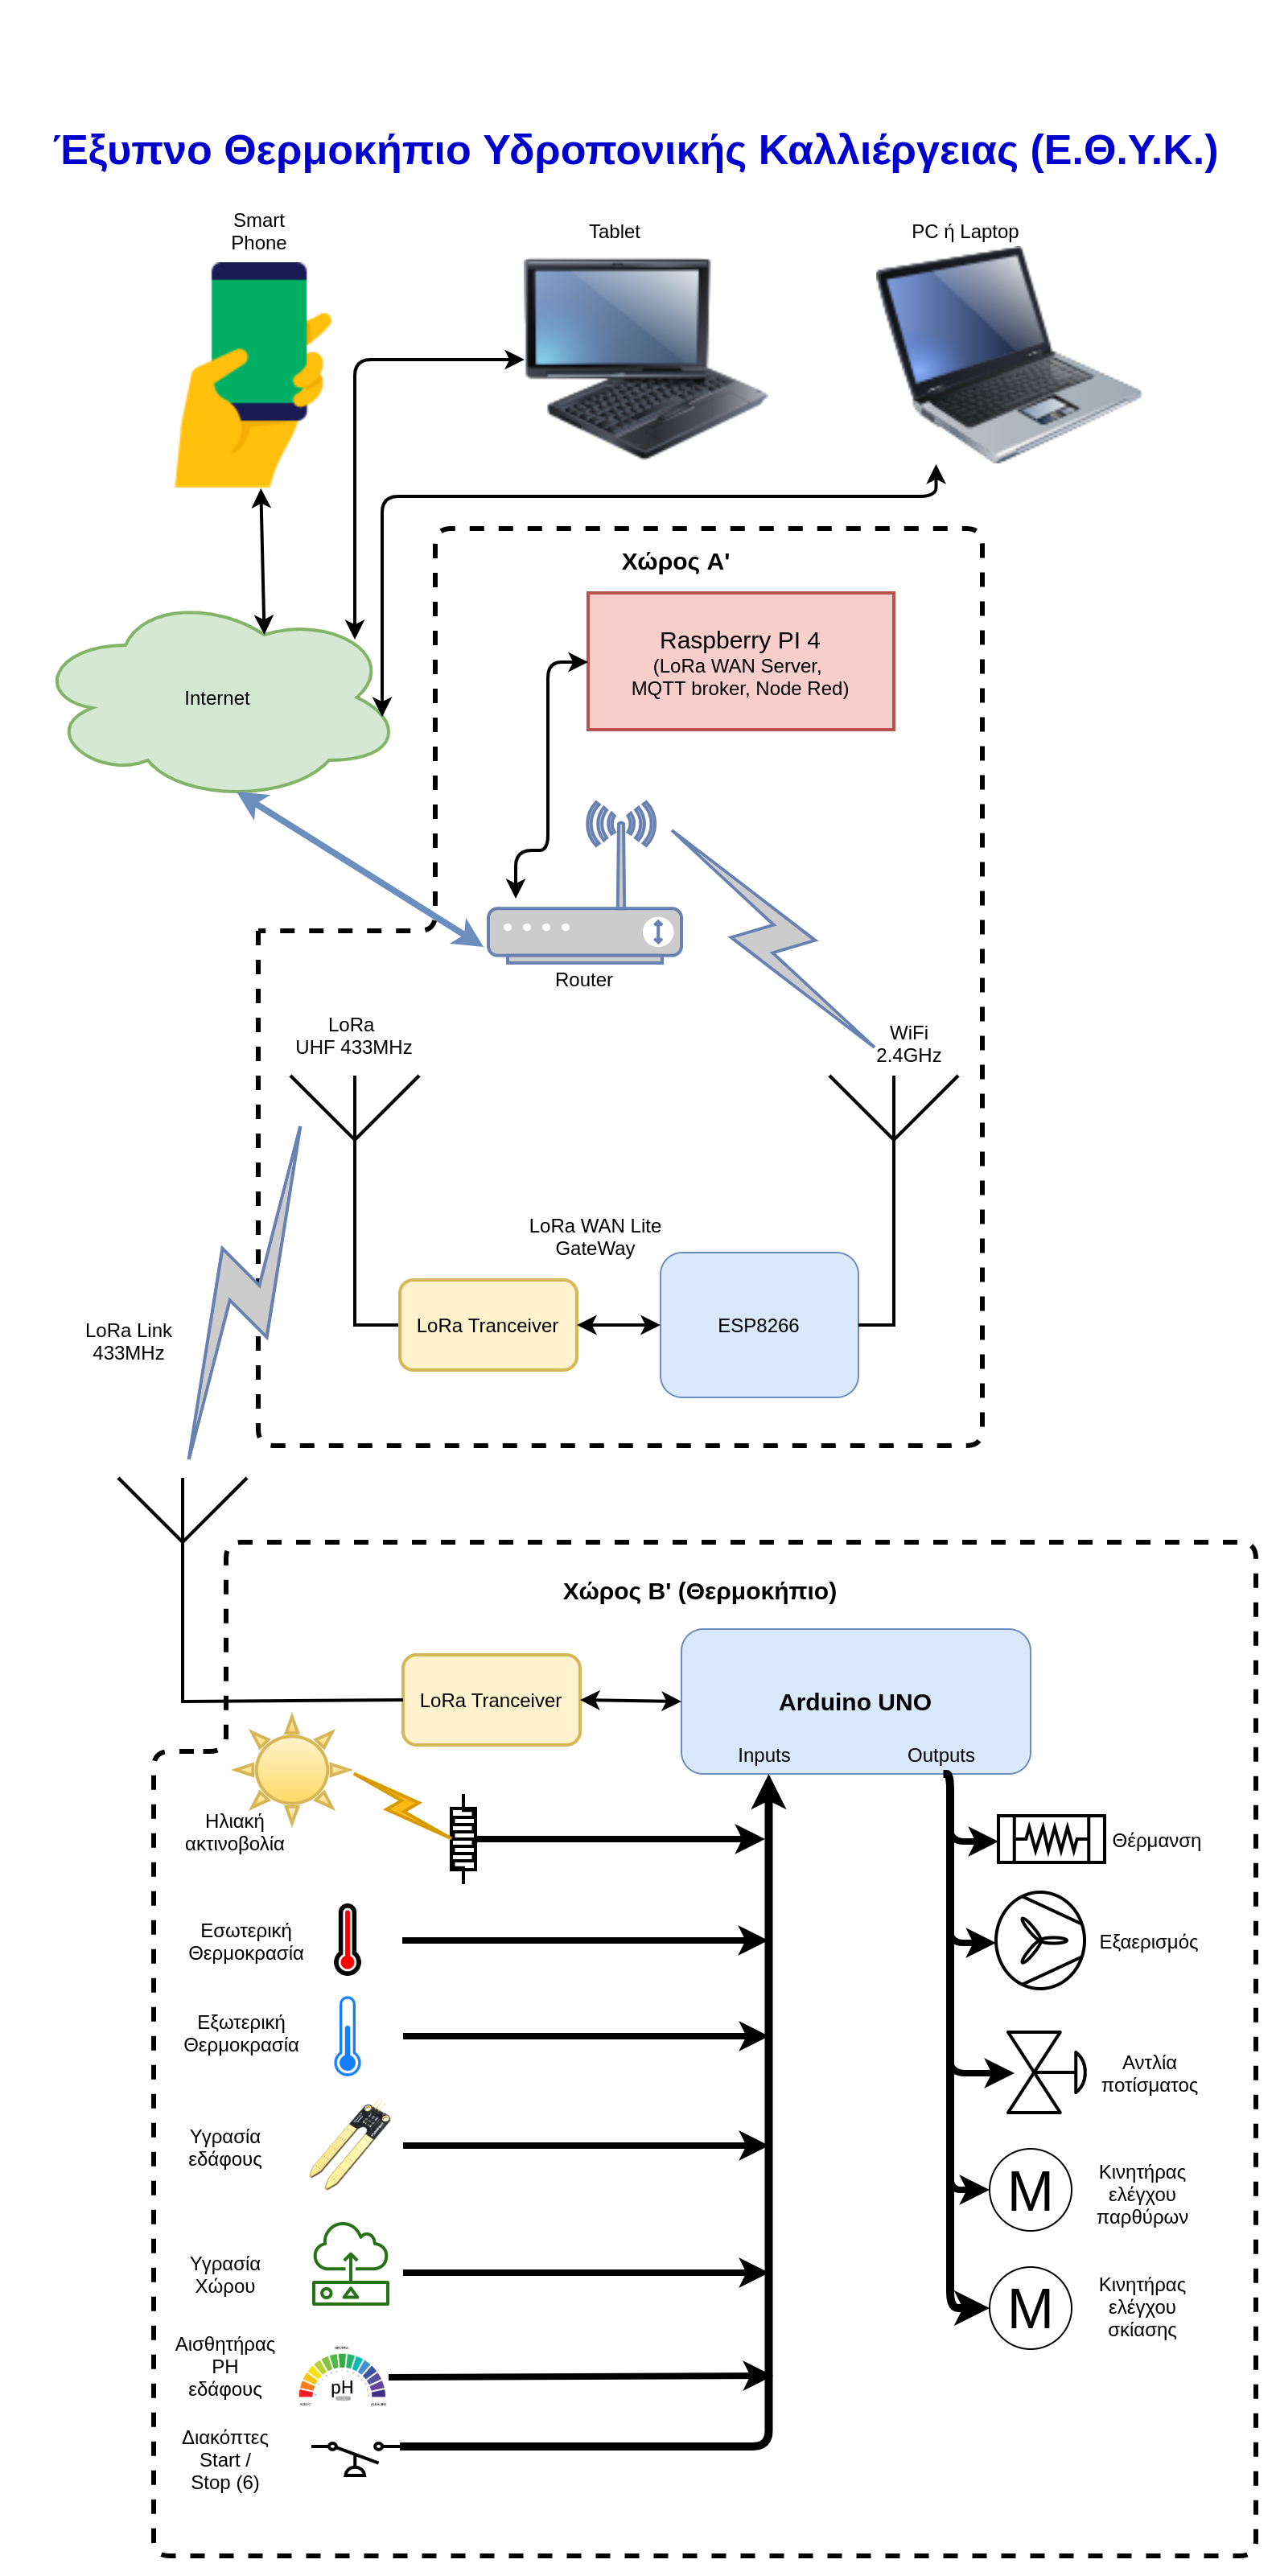 Έξυπνο Θερμοκήπιο Υδροπονικής Καλλιέργειας (Ε.Θ.Υ.Κ.)
Smart
Phone
Tablet
PC ή Laptop
Χώρος Α'
Raspberry PI 4
(LoRa WAN Server,
MQTT broker, Node Red)
Internet
Router
LoRa
UHF 433MHz
WiFi
2.4GHz
LoRa WAN Lite
GateWay
LoRa Tranceiver
ESP8266
LoRa Link
433MHz
Χώρος Β' (Θερμοκήπιο)
LoRa Tranceiver
Arduino UNO
Inputs
Outputs
Ηλιακή
ακτινοβολία
Θέρμανση
Εσωτερική
Θερμοκρασία
Εξαερισμός
Εξωτερική
Θερμοκρασία
Αντλία
ποτίσματος
Υγρασία
εδάφους
Κινητήρας
ελέγχου
παρθύρων
M
Υγρασία
Χώρου
Κινητήρας
ελέγχου
σκίασης
M
Αισθητήρας
PH
εδάφους
pH
Διακόπτες
Start /
Stop (6)